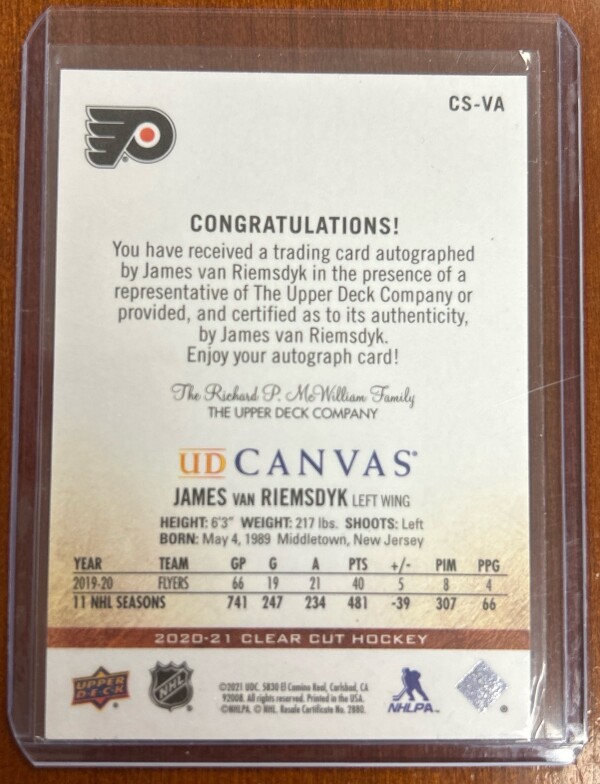 CS-VA
CONGRATULATIONS!
You have received a trading card autographed
by James van Riemsdyk in the presence of a
representative of The Upper Deck Company or
provided, and certified as to its authenticity,
by James van Riemsdyk.
Enjoy your autograph card!
The Richard P. McWilliam Family
THE UPPER DECK COMPANY
UD CANVAS
JAMES VAN RIEMSDYK LEFT WING
HEIGHT: 6'3" WEIGHT: 217 lbs. SHOOTS: Left
BORN: May 4, 1989 Middletown, New Jersey
YEAR TEAM GP G A PTS +/- PIM PPG
2019-20 FLYERS 66 19 21 40 5 8 4
11 NHL SEASONS 741 247 234 481 -39 307 66
2020-21 CLEAR CUT HOCKEY
UPPER DECK
NHL
©2021 UDC. 5830 El Camino Real, Carlsbad, CA
92008. All rights reserved. Printed in the USA.
©NHLPA. © NHL. Resale Certificate No. 2880.
NHLPA